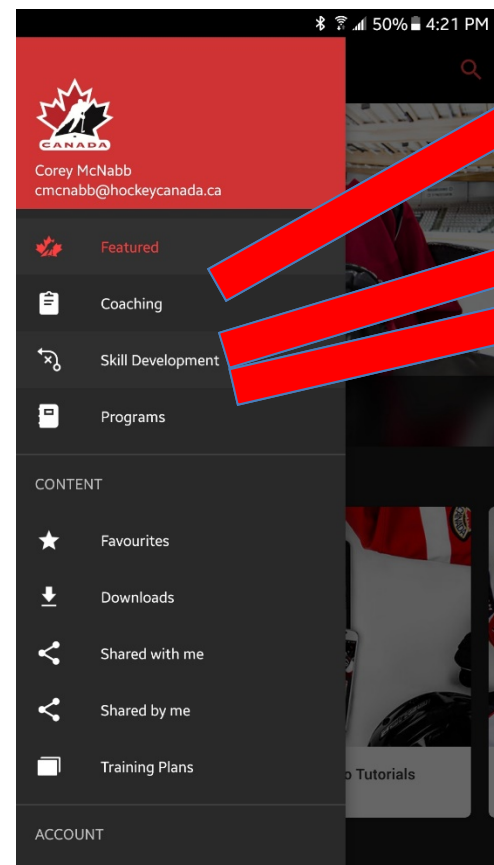 50% 4:21 PM
CANADA
Corey McNabb
cmcnabb@hockeycanada.ca
Featured
Coaching
Skill Development
Programs
CONTENT
Favourites
Downloads
Shared with me
Shared by me
Training Plans
o Tutorials
ACCOUNT